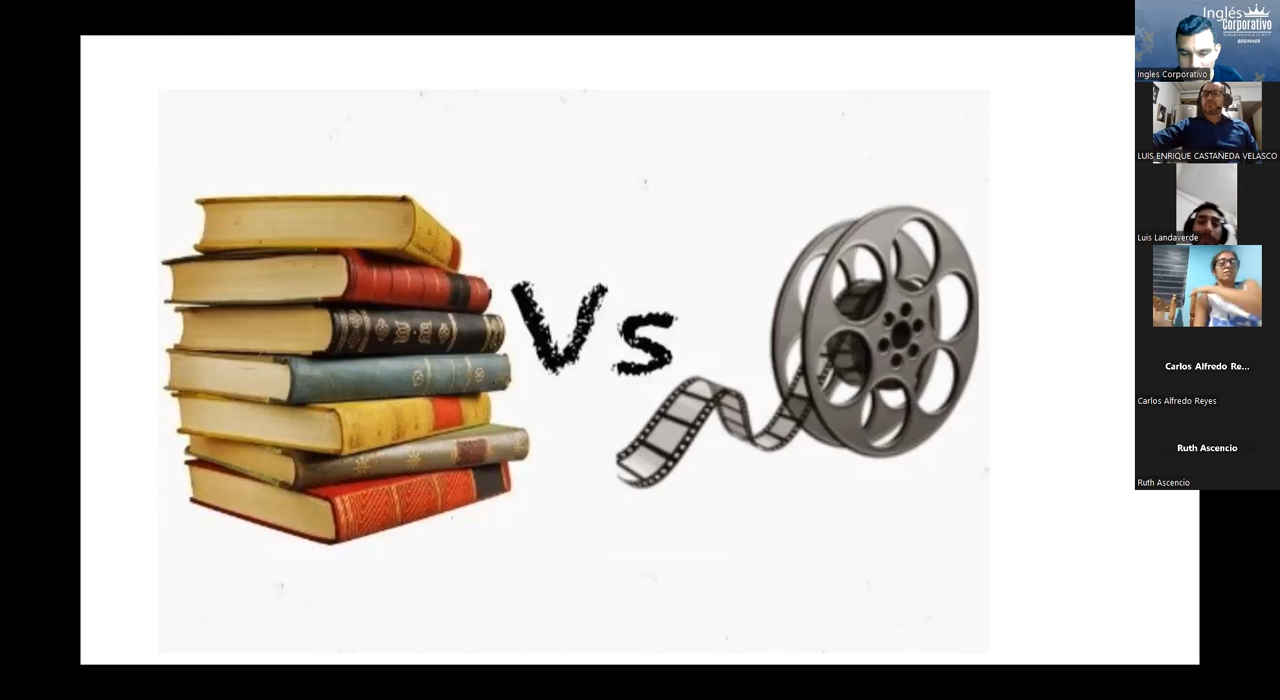 Vs
Inglés
Corporativo
BEGINNER
Ingles Corporativo
LUIS ENRIQUE CASTAÑEDA VELASCO
Luis Landaverde
Carlos Alfredo Re...
Carlos Alfredo Reyes
Ruth Ascencio
Ruth Ascencio